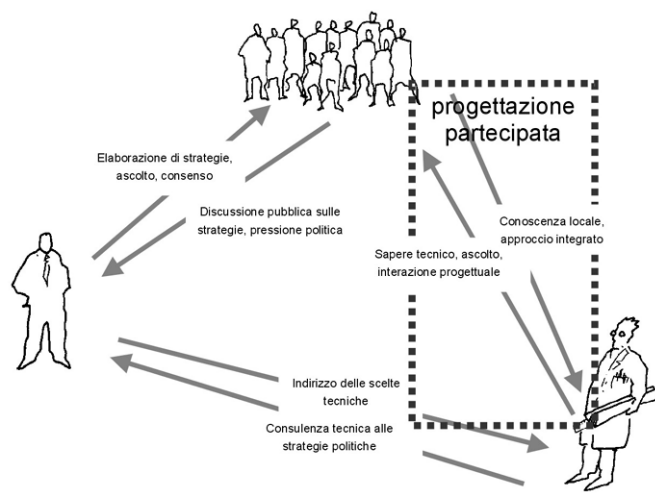 progettazione
partecipata
Elaborazione di strategie,
ascolto, consenso
Discussione pubblica sulle
strategie, pressione politica
Conoscenza locale,
approccio integrato
Sapere tecnico, ascolto,
interazione progettuale
Indirizzo delle scelte
tecniche
Consulenza tecnica alle
strategie politiche